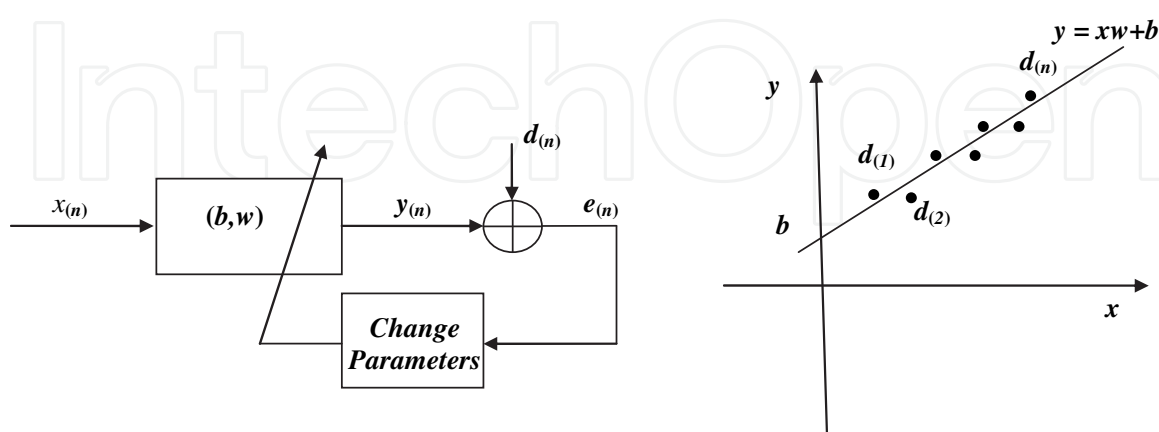 IntechOpen
y = xw+b
d(n)
y
d(n)
d(1)
x(n)
(b,w)
y(n)
e(n)
d(2)
b
x
Change
Parameters